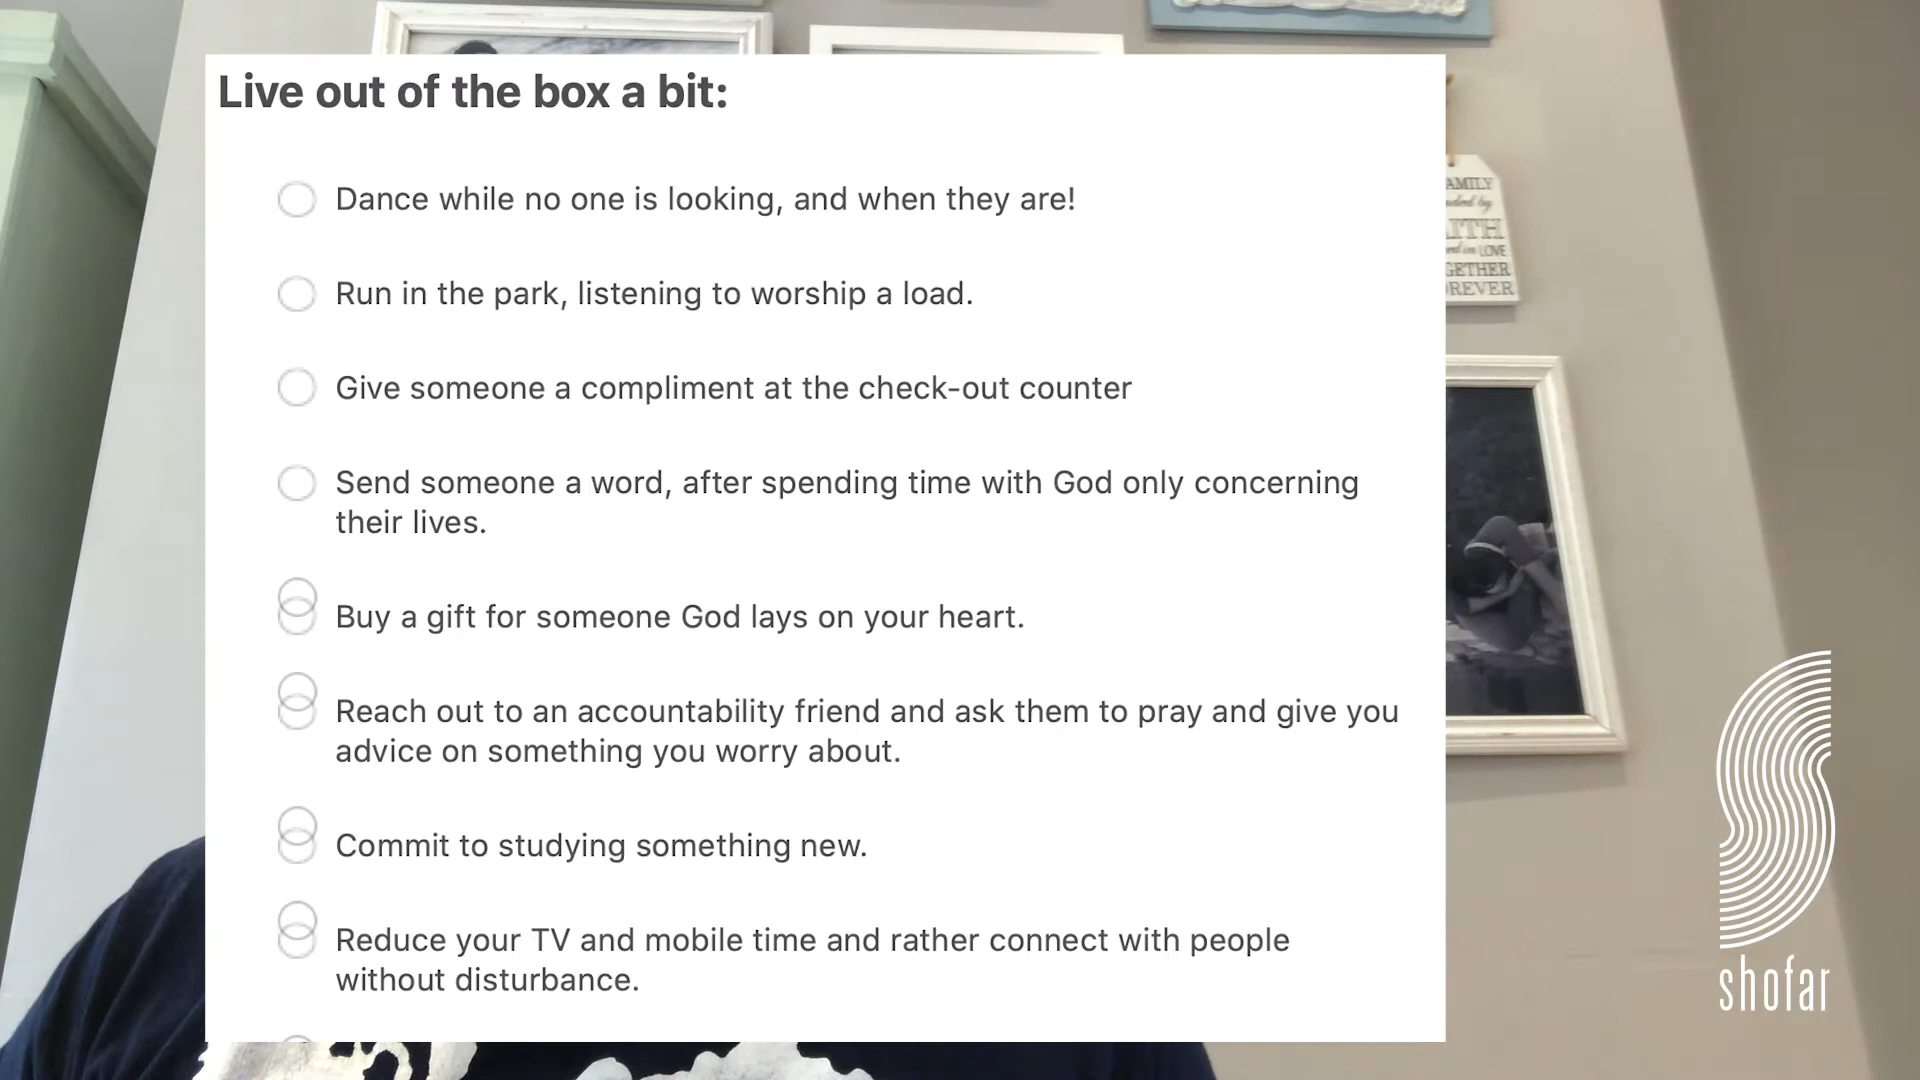 Live out of the box a bit:
Dance while no one is looking, and when they are!
Run in the park, listening to worship a load.
Give someone a compliment at the check-out counter
Send someone a word, after spending time with God only concerning
their lives.
Buy a gift for someone God lays on your heart.
Reach out to an accountability friend and ask them to pray and give you
advice on something you worry about.
Commit to studying something new.
Reduce your TV and mobile time and rather connect with people
without disturbance.
LOVE
shofar